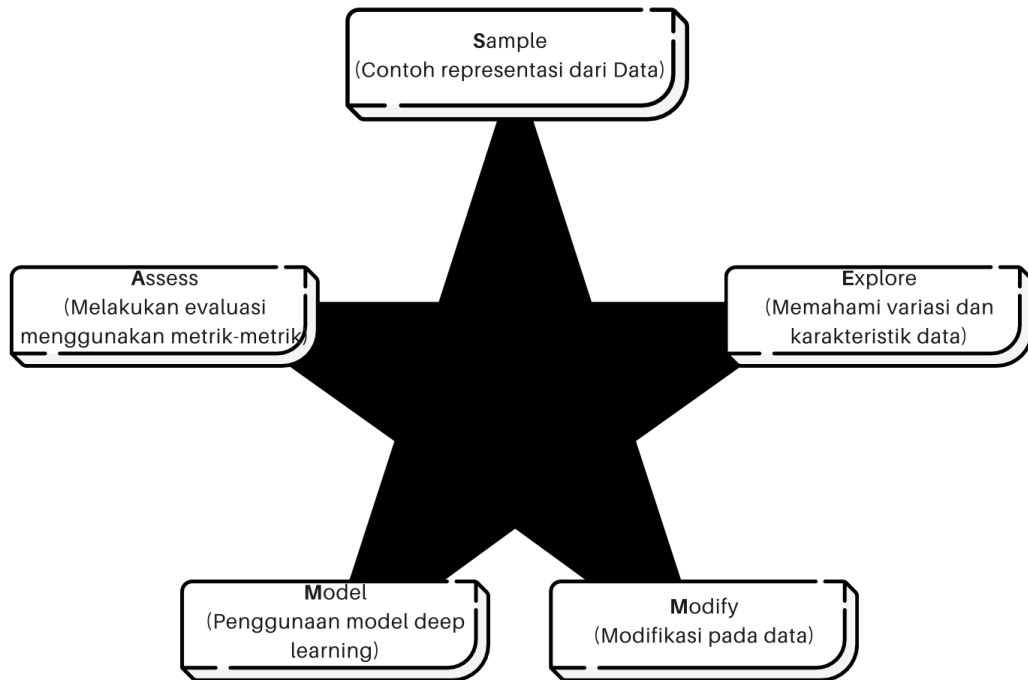 Sample
(Contoh representasi dari Data)
Assess
(Melakukan evaluasi
menggunakan metrik-metrik)
Explore
(Memahami variasi dan
karakteristik data)
Model
(Penggunaan model deep
learning)
Modify
(Modifikasi pada data)